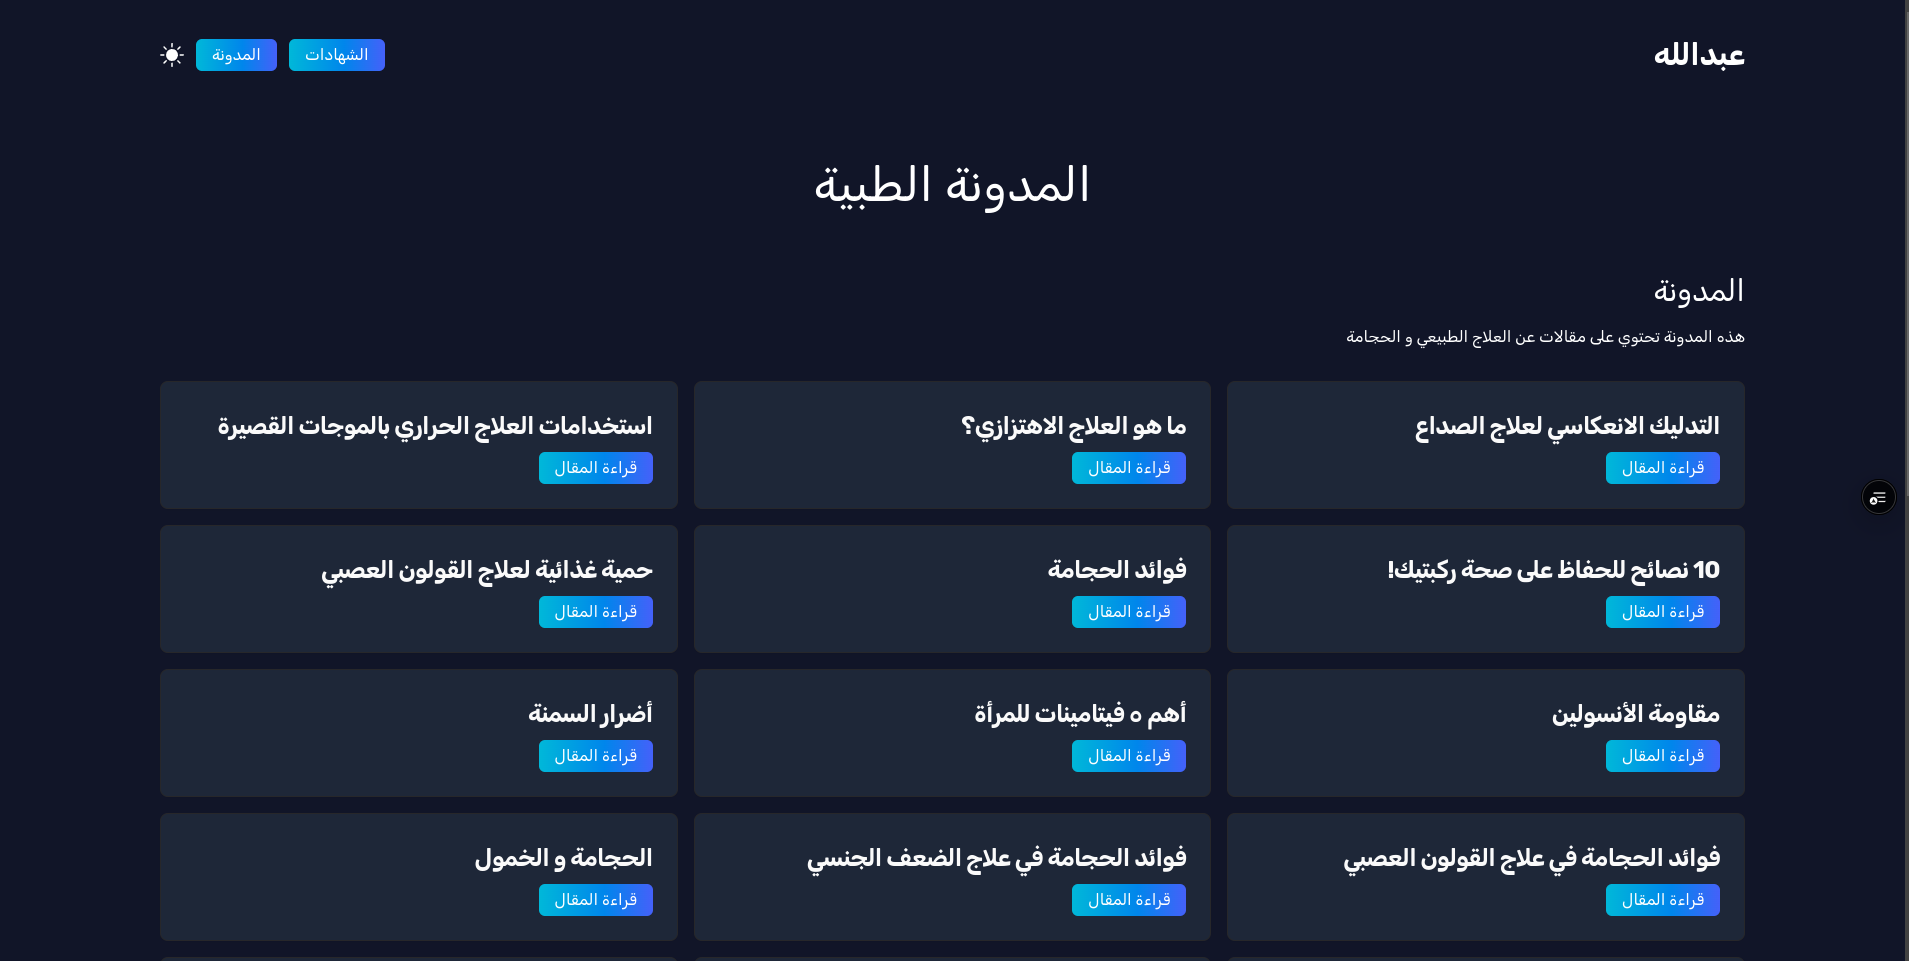 عبدالله
الشهادات
المدونة
المدونة الطبية
المدونة
هذه المدونة تحتوي على مقالات عن العلاج الطبيعي و الحجامة
التدليك الانعكاسي لعلاج الصداع
قراءة المقال
ما هو العلاج الاهتزازي؟
قراءة المقال
استخدامات العلاج الحراري بالموجات القصيرة
قراءة المقال
10 نصائح للحفاظ على صحة ركبتيك!
قراءة المقال
فوائد الحجامة
قراءة المقال
حمية غذائية لعلاج القولون العصبي
قراءة المقال
مقاومة الأنسولين
قراءة المقال
أهم ٥ فيتامينات للمرأة
قراءة المقال
أضرار السمنة
قراءة المقال
فوائد الحجامة في علاج القولون العصبي
قراءة المقال
فوائد الحجامة في علاج الضعف الجنسي
قراءة المقال
الحجامة و الخمول
قراءة المقال